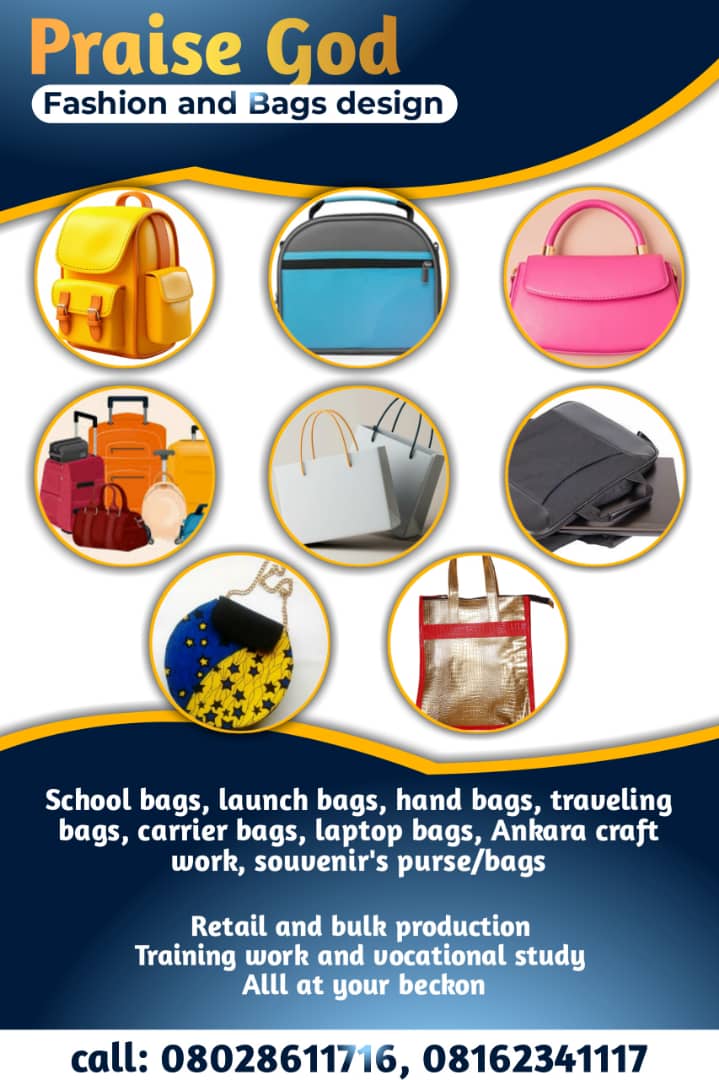 Praise God
Fashion and Bags design
School bags, launch bags, hand bags, traveling
bags, carrier bags, laptop bags, Ankara craft
work, souvenir's purse/bags
Retail and bulk production
Training work and vocational study
Alll at your beckon
call: 08028611716, 08162341117